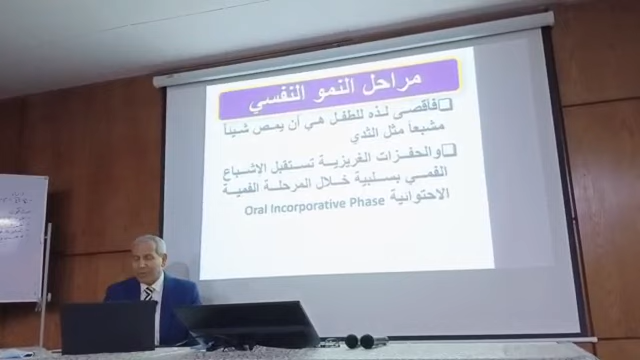 مراحل النمو النفسي
فأقصى لذه للطفل هي أن يمص شيئاً
مشبعاً مثل الثدي
والحفزات الغريزية تستقبل الاشباع
الفمي بسلبية خلال المرحلة الفمية
الاحتوائية Oral Incorporative Phase